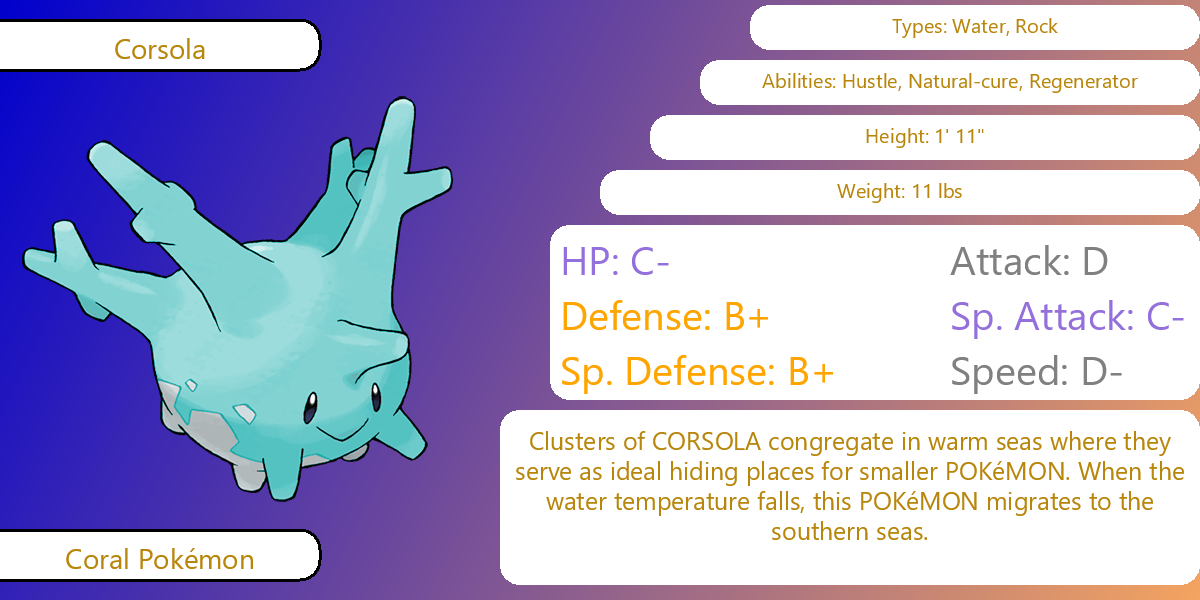 Corsola
Types: Water, Rock
Abilities: Hustle, Natural-cure, Regenerator
Height: 1' 11"
Weight: 11 lbs
HP: C-
Attack: D
Defense: B+
Sp. Attack: C-
Sp. Defense: B+
Speed: D-
Clusters of CORSOLA congregate in warm seas where they
serve as ideal hiding places for smaller POKéMON. When the
water temperature falls, this POKéMON migrates to the
southern seas.
Coral Pokémon